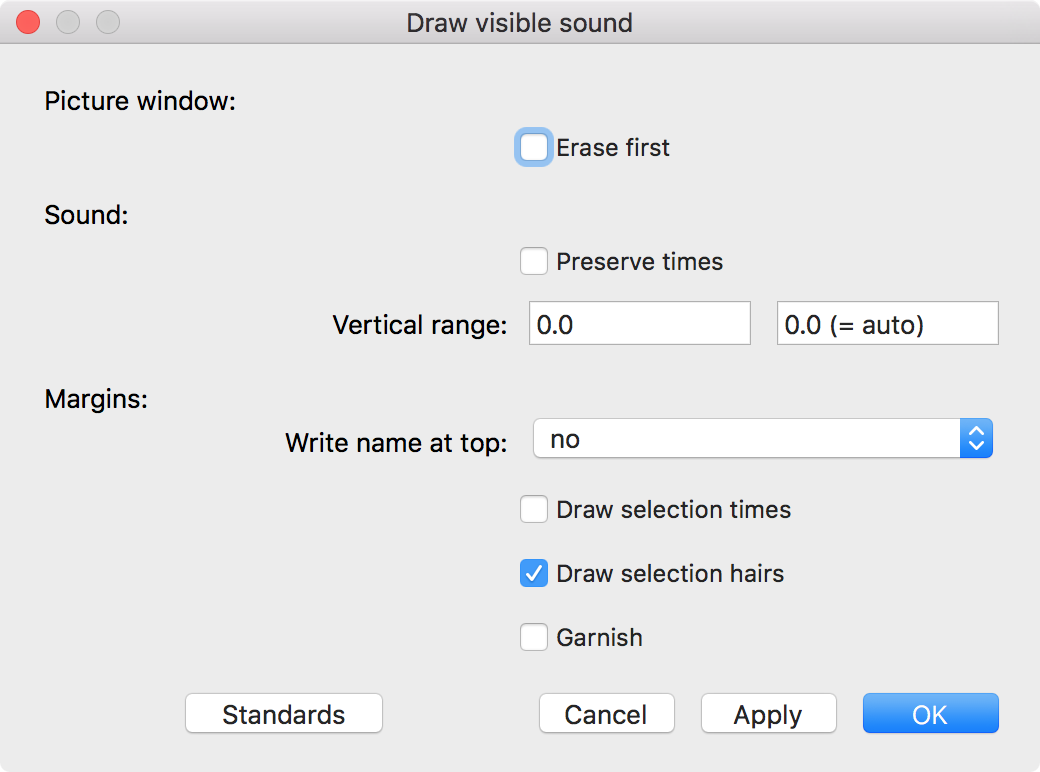 Draw visible sound
Picture window:
Erase first
Sound:
Preserve times
Vertical range: 0.0 0.0 (= auto)
Margins:
Write name at top: no
Draw selection times
Draw selection hairs
Garnish
Standards Cancel Apply OK